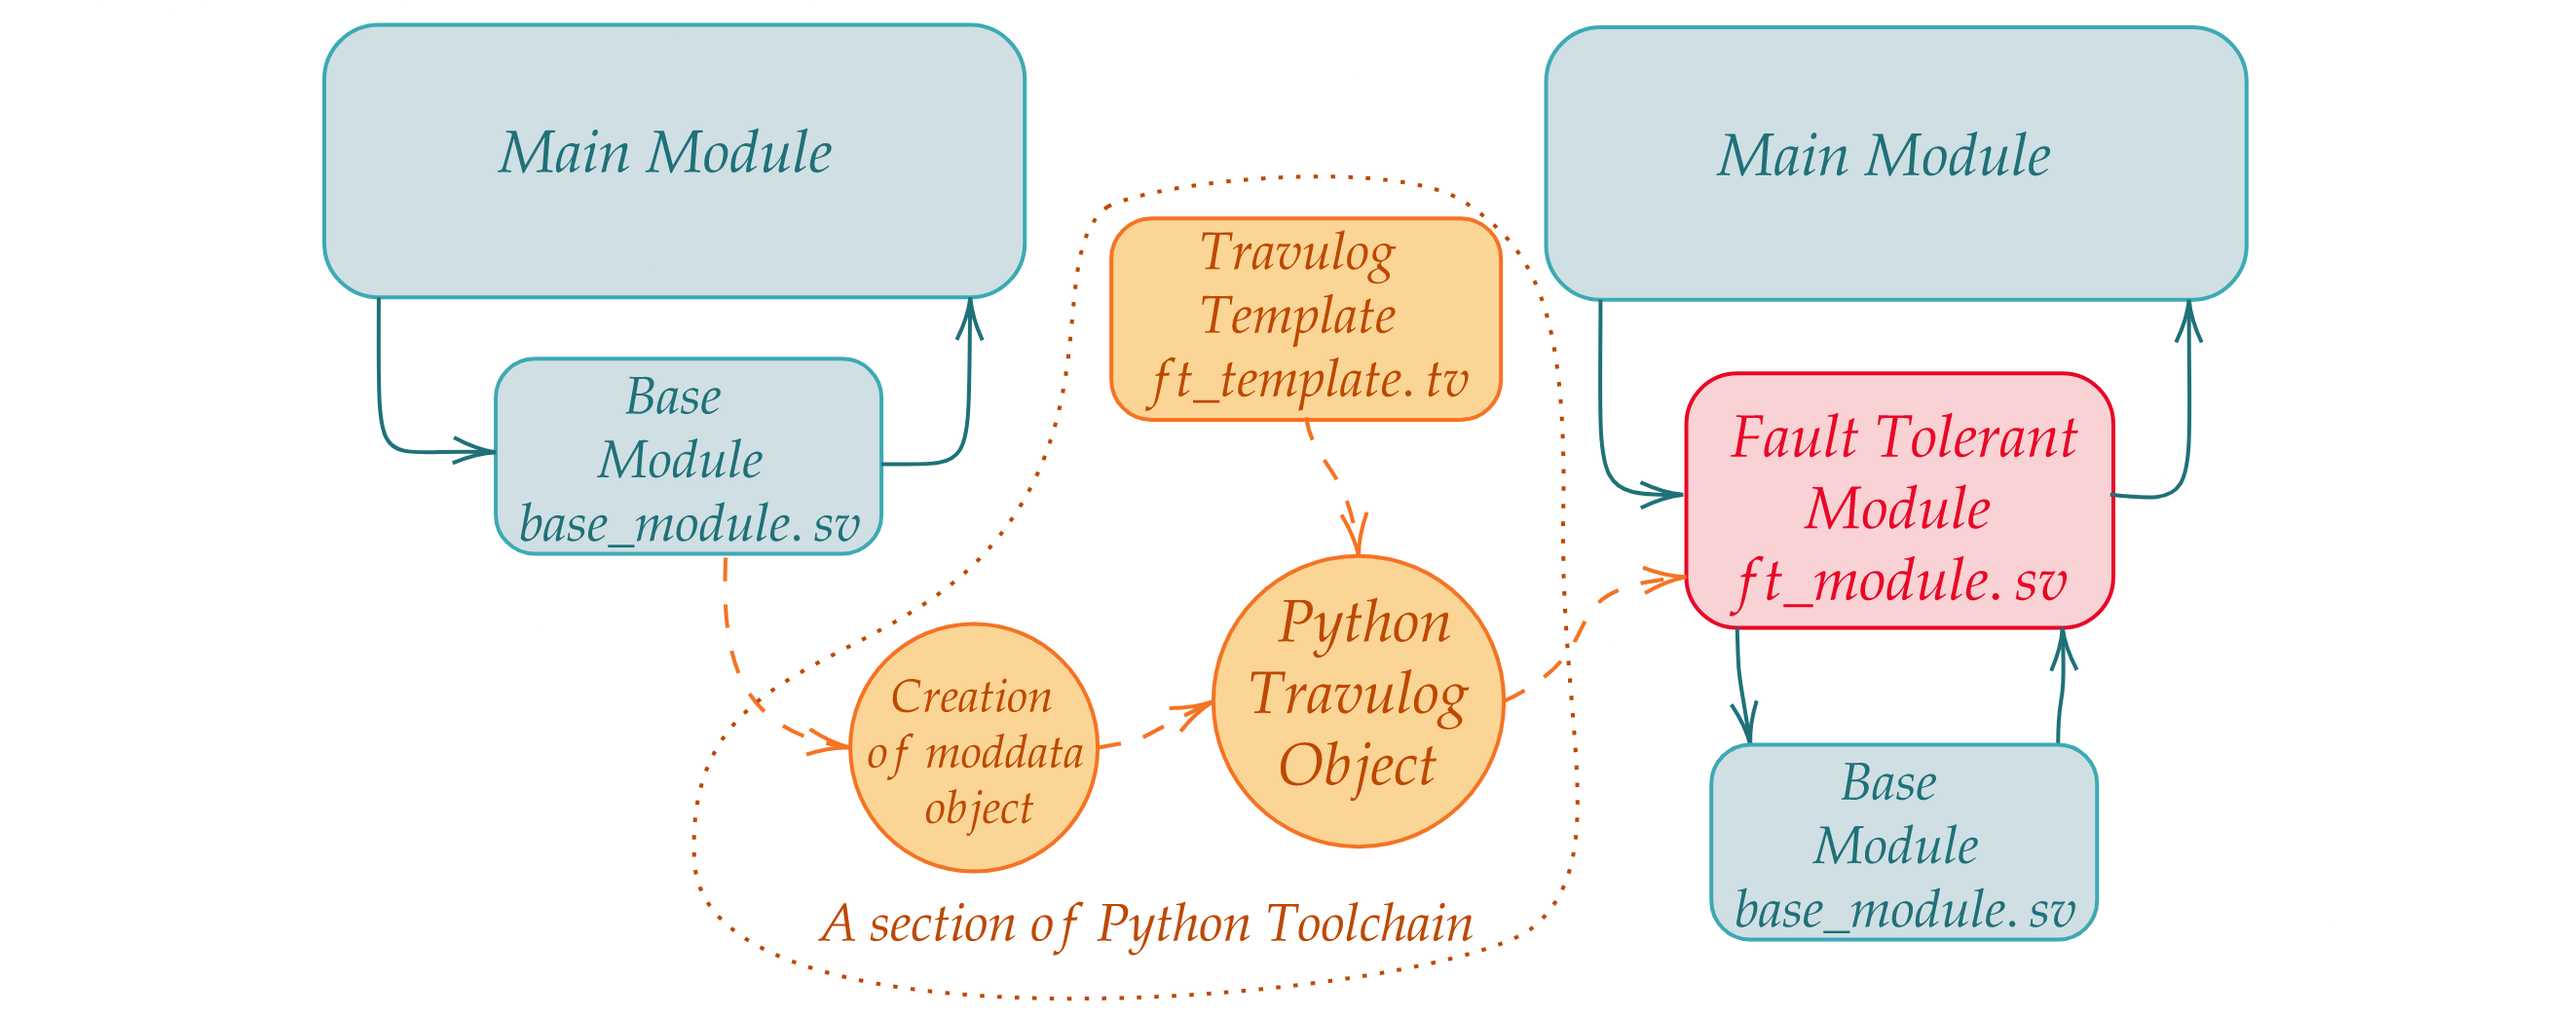 Main Module
Base
Module
base_module.sv
Travulog
Template
ft_template.tv
Creation
of moddata
object
Python
Travulog
Object
A section of Python Toolchain
Main Module
Fault Tolerant
Module
ft_module.sv
Base
Module
base_module.sv